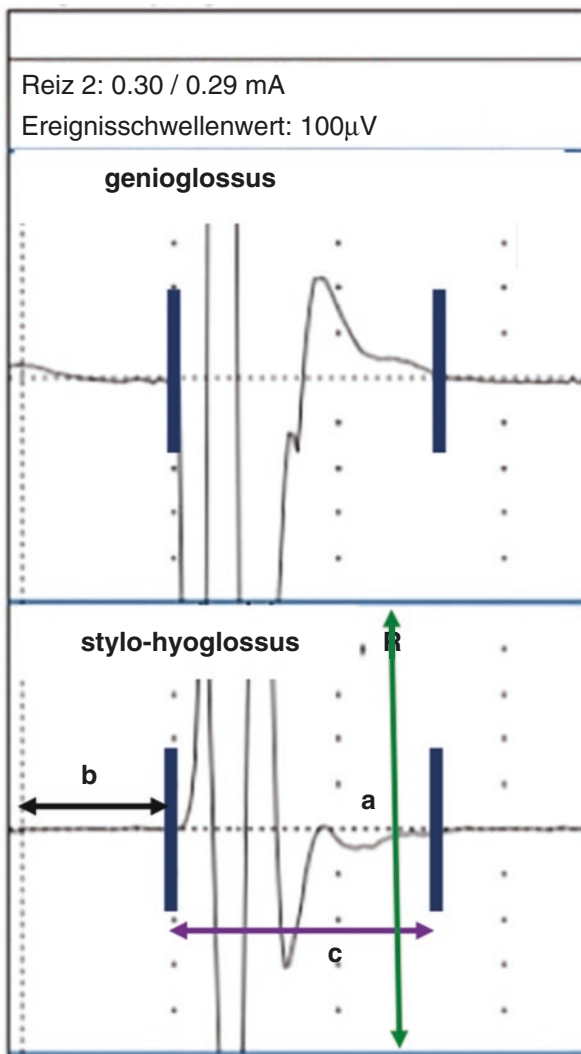 Reiz 2: 0.30 / 0.29 mA
Ereignisschwellenwert: 100μV
genioglossus
stylo-hyoglossus
R
b
a
c